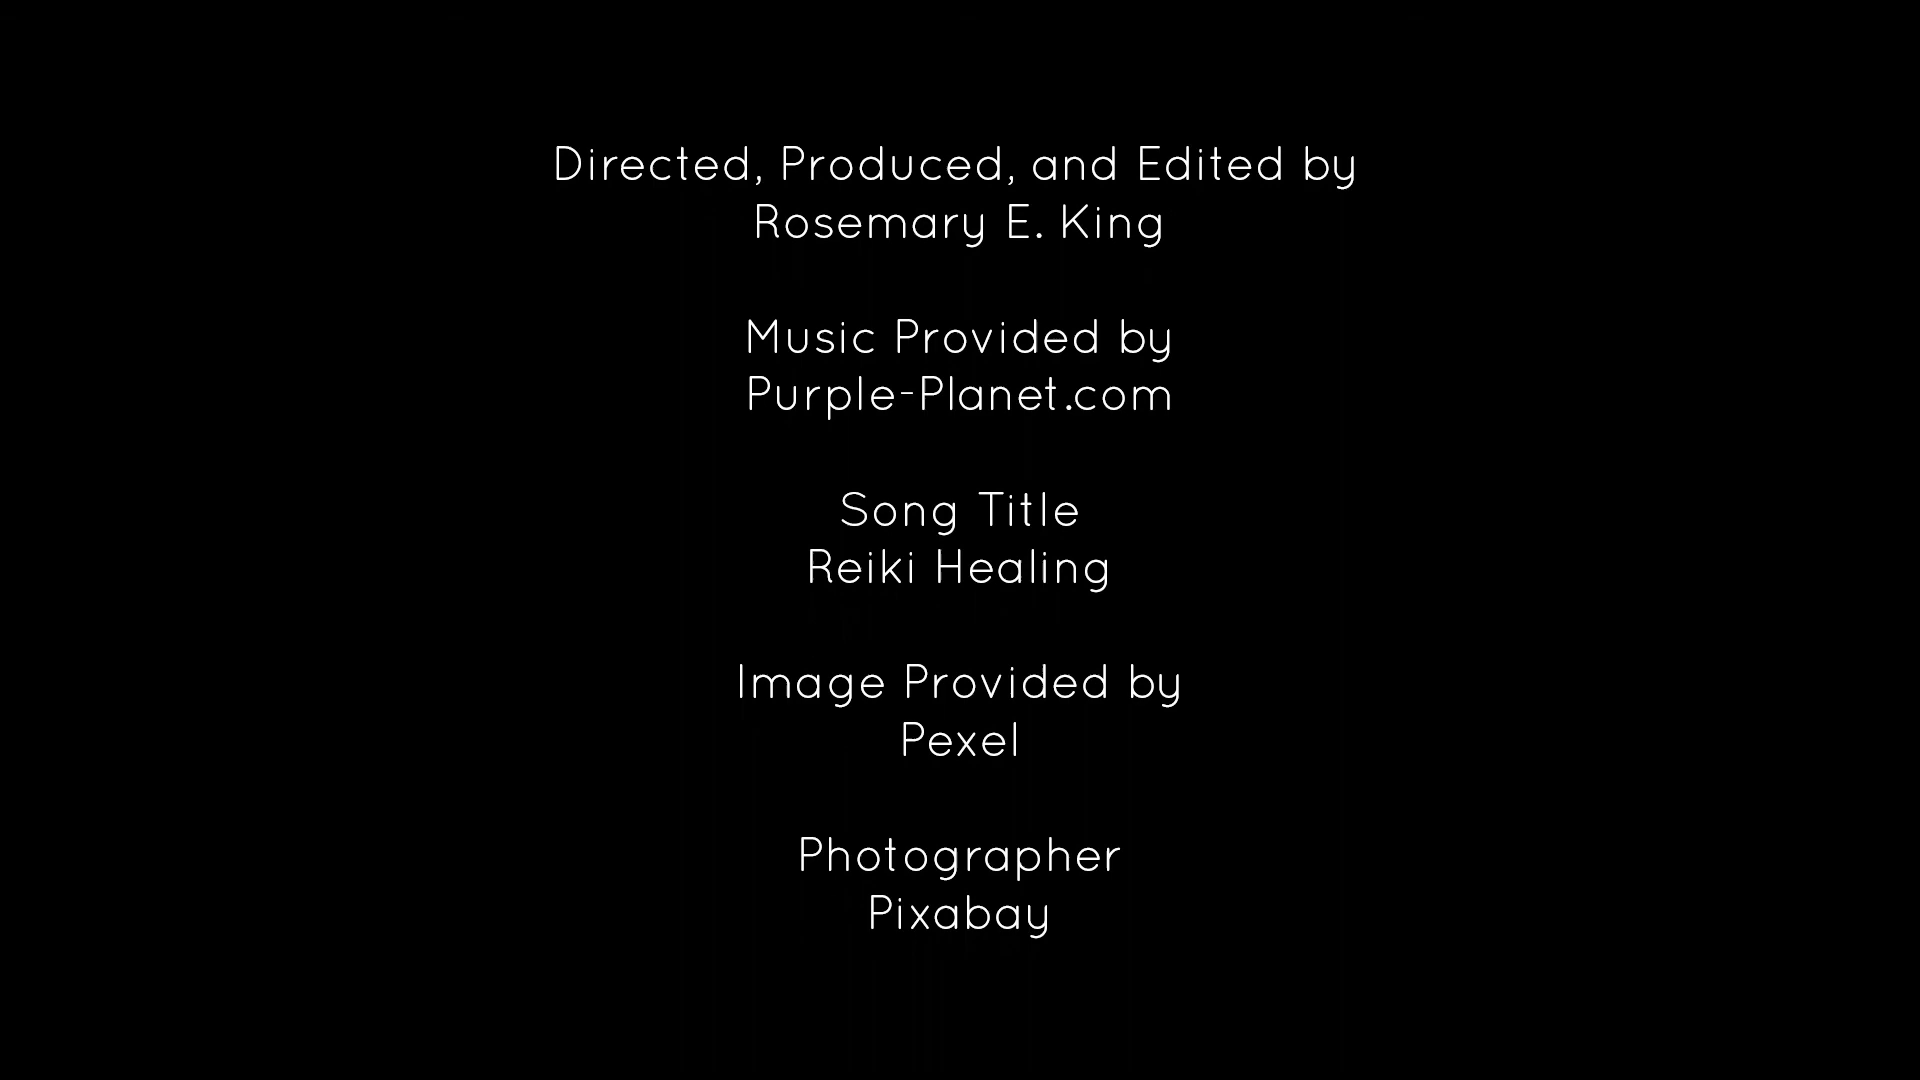 Directed, Produced, and Edited by
Rosemary E. King
Music Provided by
Purple-Planet.com
Song Title
Reiki Healing
Image Provided by
Pexel
Photographer
Pixabay